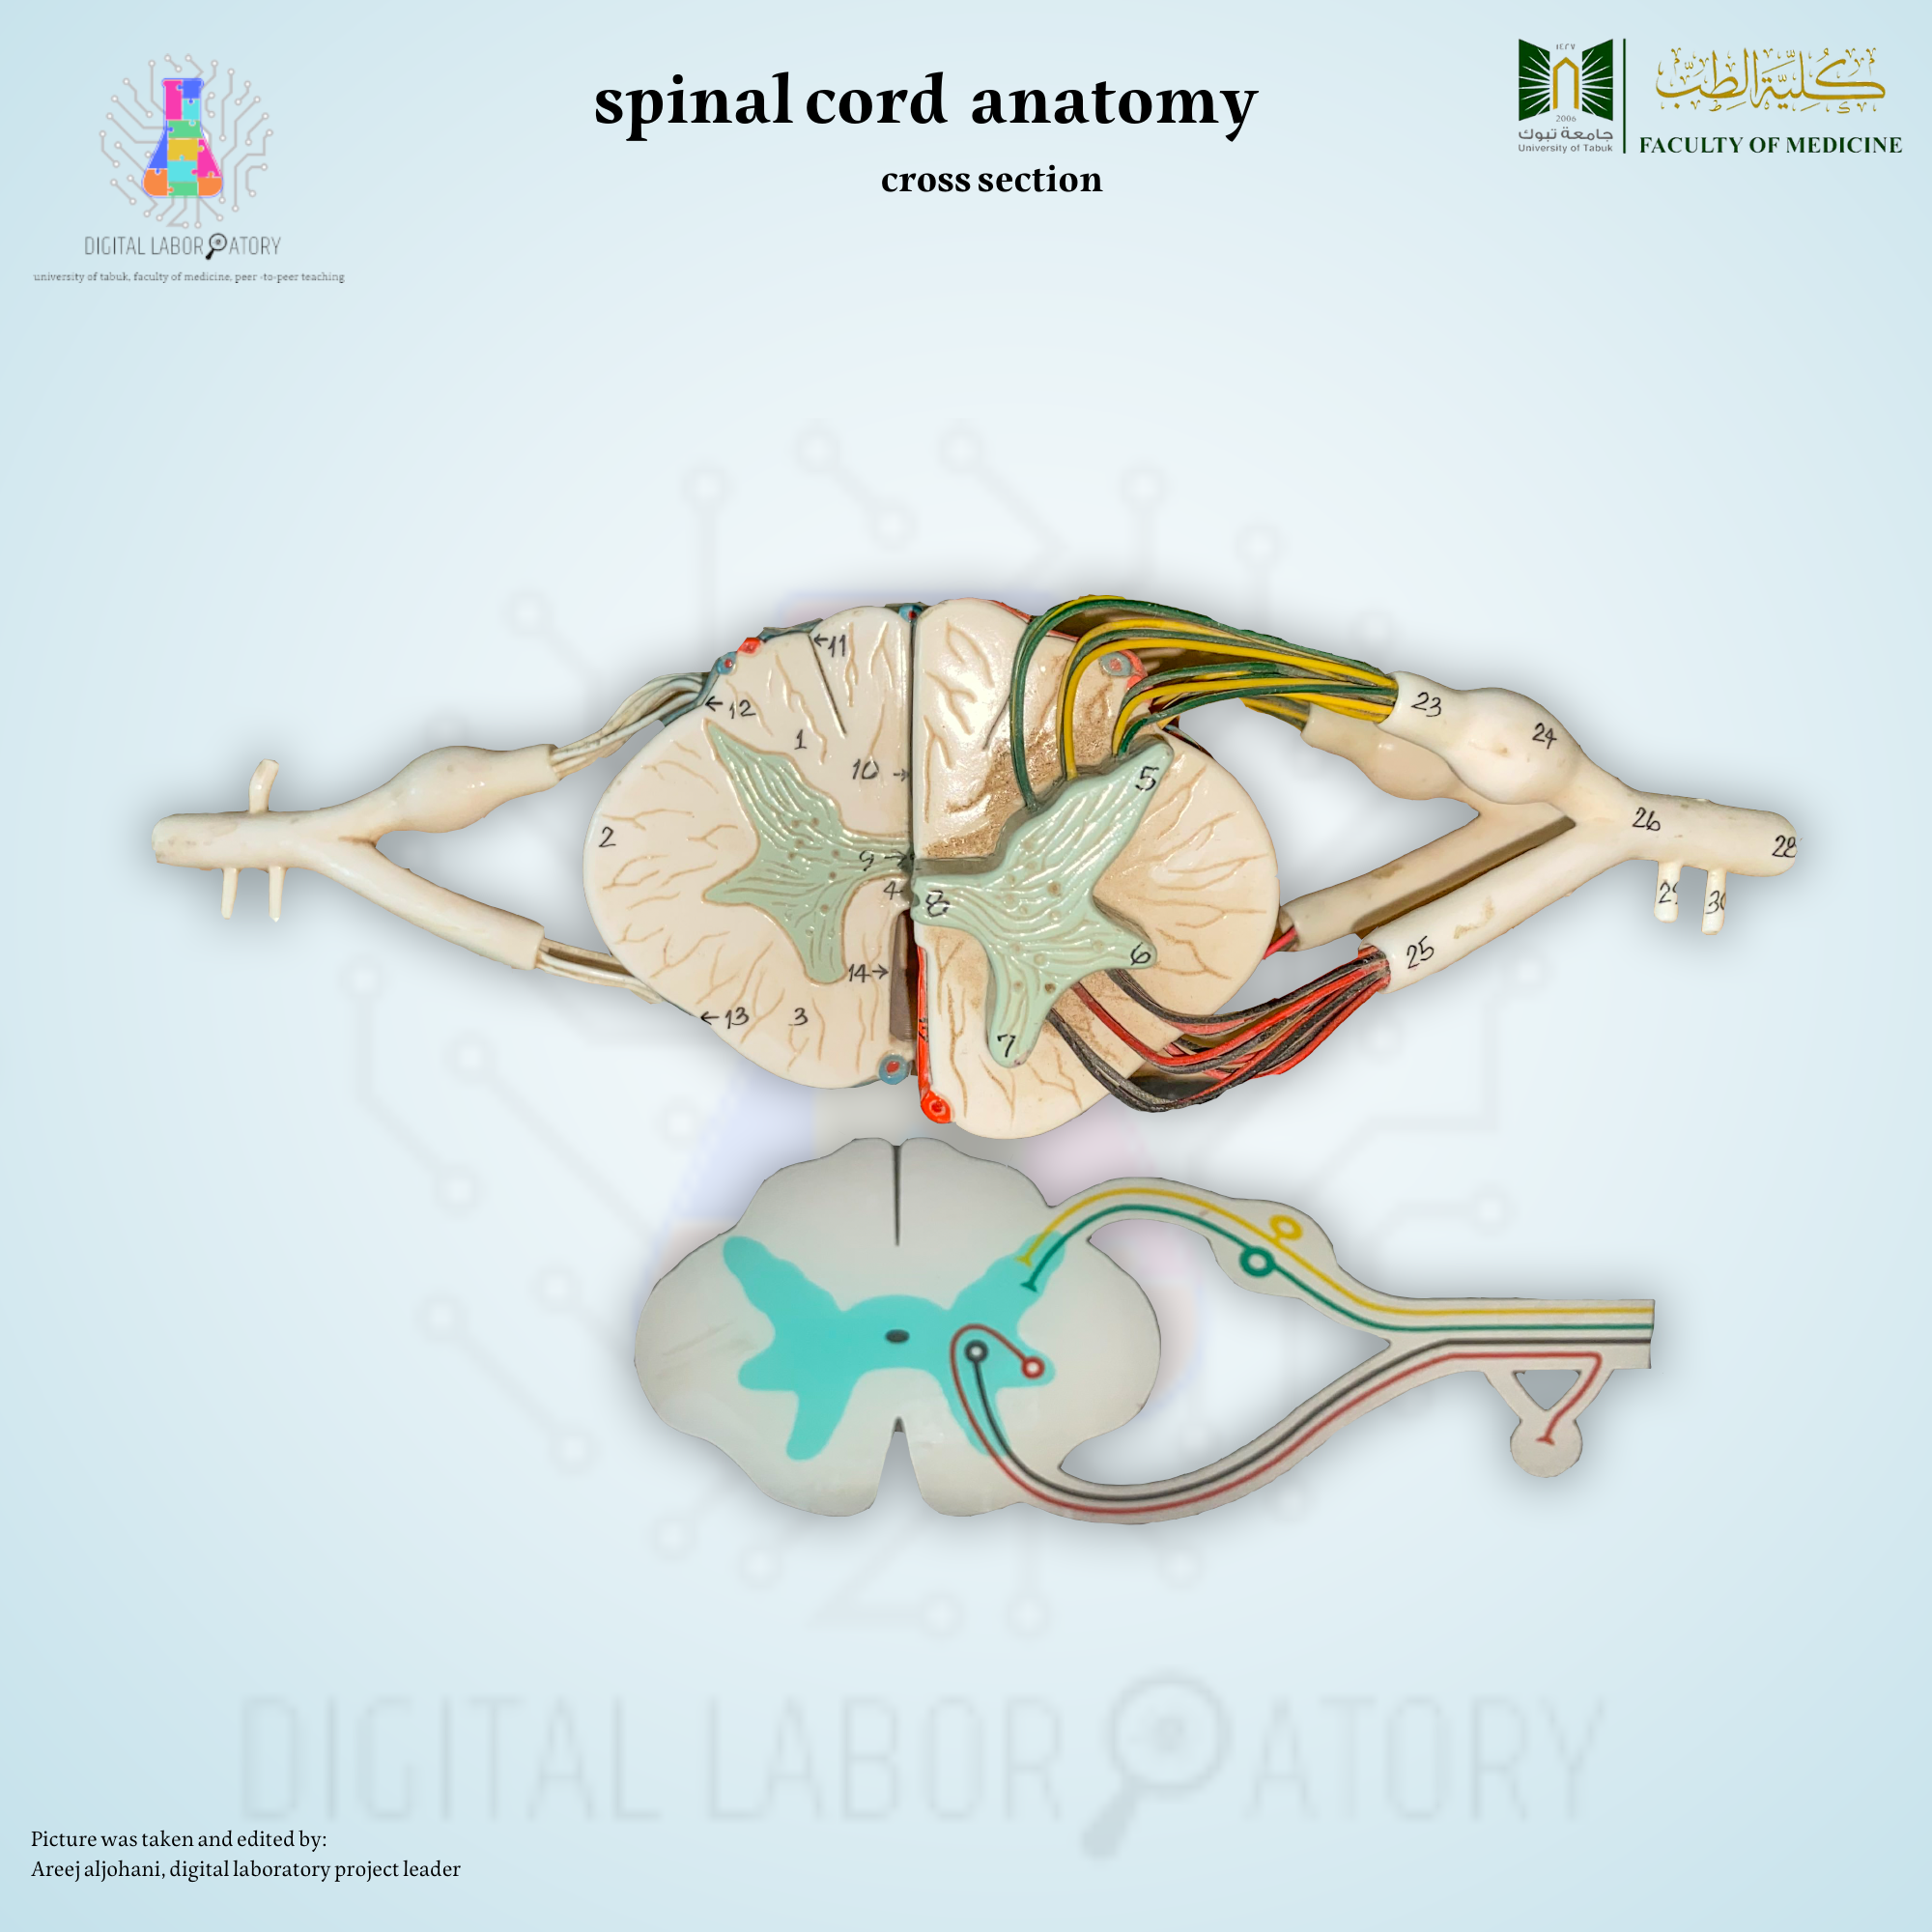 spinal cord anatomy
cross section
DIGITAL LABORATORY
university of tabuk, faculty of medicine, peer -to-peer teaching
١٤٢٧
2006
جامعة تبوك
University of Tabuk
كلية الطب
FACULTY OF MEDICINE
←11
←12
1
10→
2
9→
4
8
14→
←13
3
5
6
7
23
24
26
28
25
DIGITAL LABORATORY
Picture was taken and edited by:
Areej aljohani, digital laboratory project leader